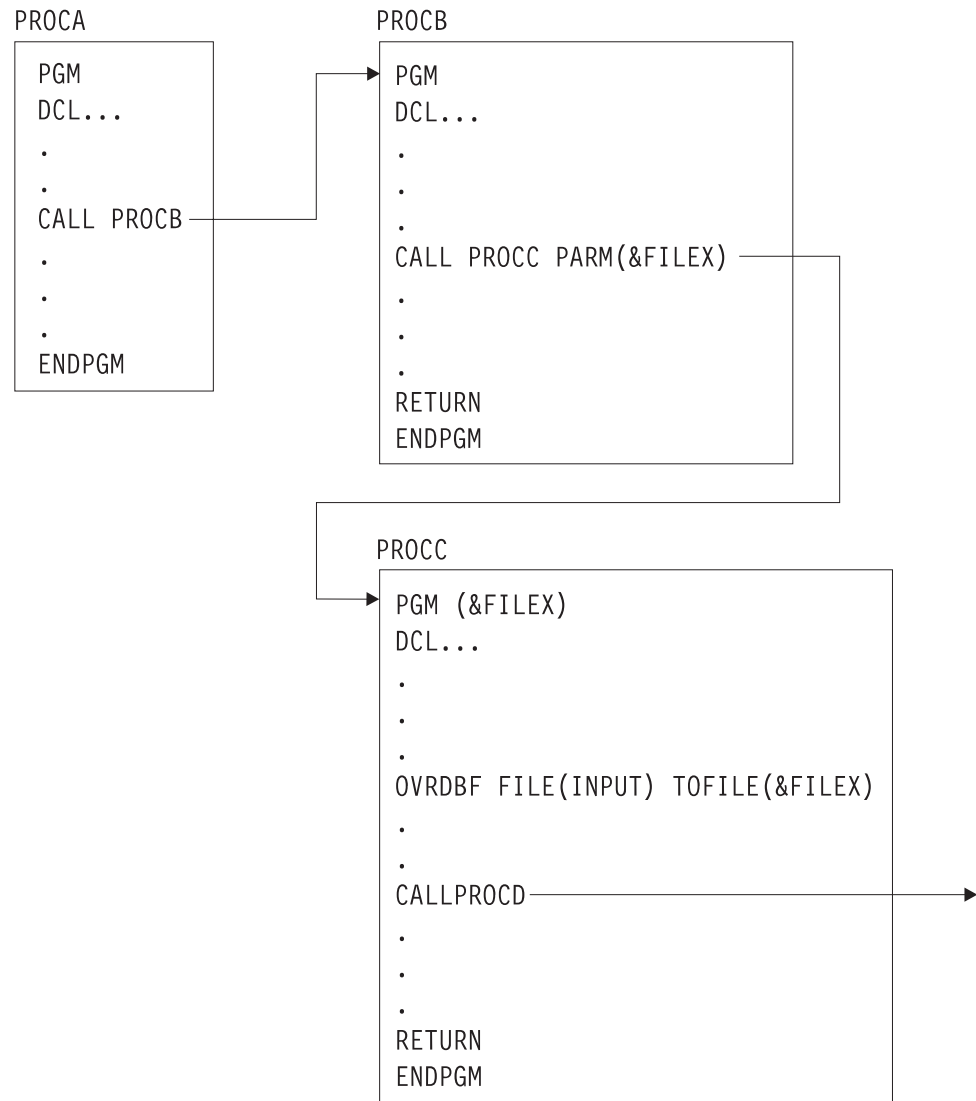 PROCA
PGM
DCL...
.
.
CALL PROCB
.
.
.
ENDPGM
PROCB
PGM
DCL...
.
.
.
CALL PROCC PARM(&FILEX)
.
.
.
RETURN
ENDPGM
PROCC
PGM (&FILEX)
DCL...
.
.
.
OVRDBF FILE(INPUT) TOFILE(&FILEX)
.
.
CALLPROCD
.
.
.
RETURN
ENDPGM